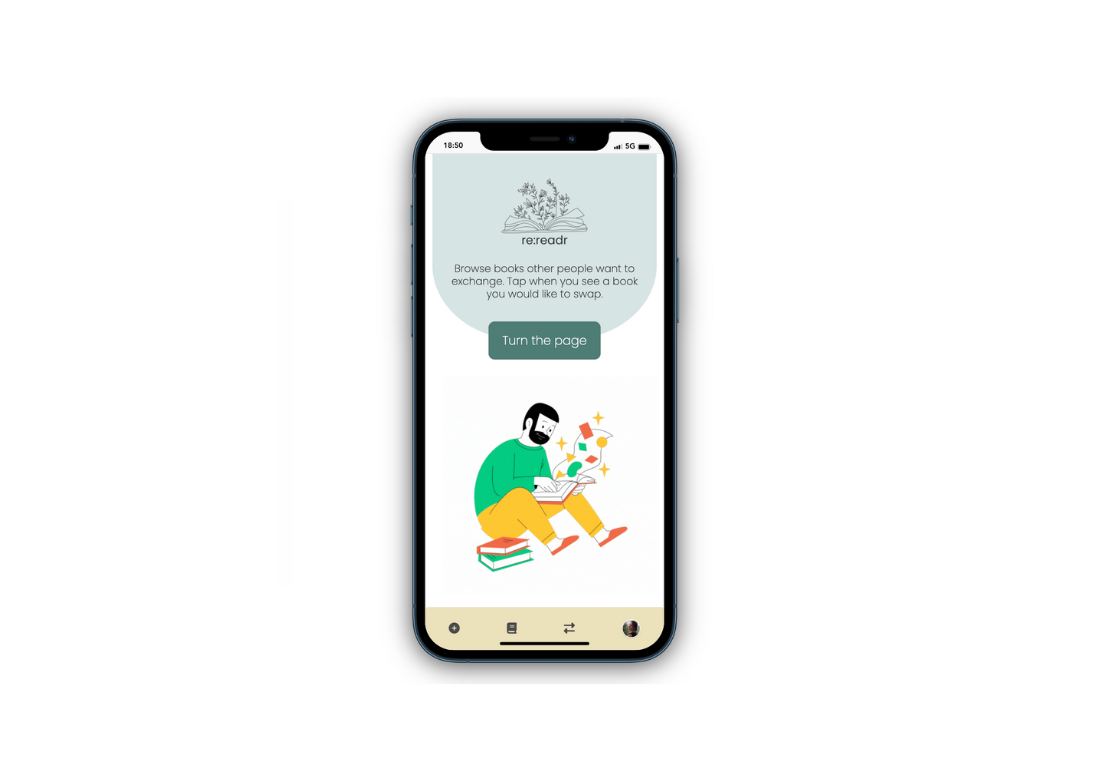 18:50
5G
re:readr
Browse books other people want to
exchange. Tap when you see a book
you would like to swap.
Turn the page